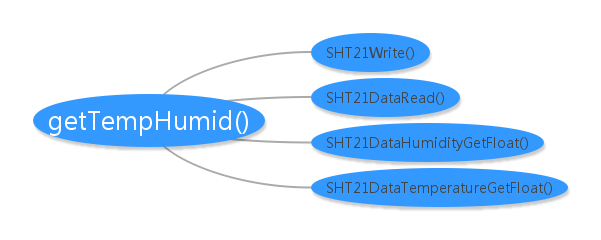 SHT21Write()
SHT21DataRead()
getTempHumid()
SHT21DataHumidityGetFloat()
SHT21DataTemperatureGetFloat()